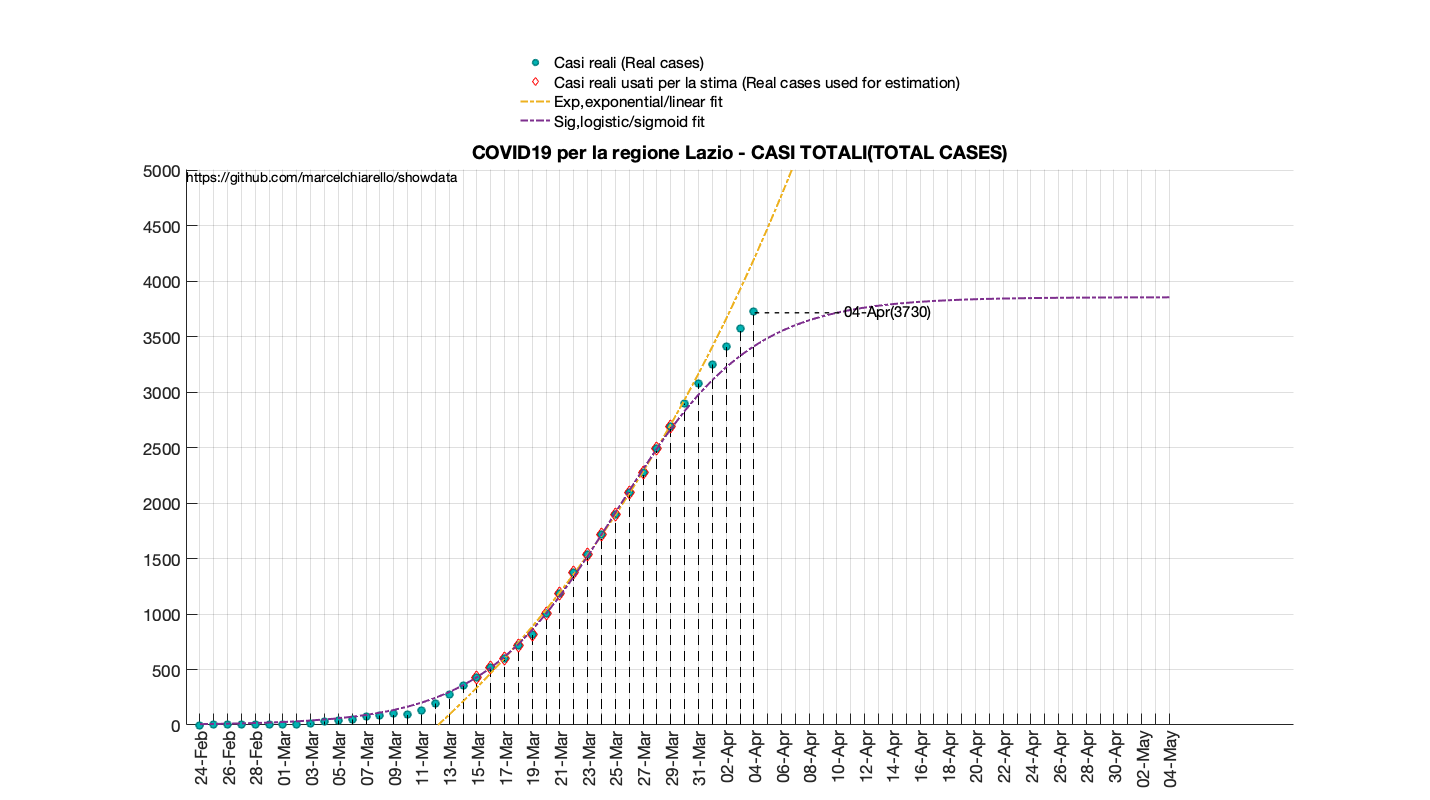 Casi reali (Real cases)
Casi reali usati per la stima (Real cases used for estimation)
Exp,exponential/linear fit
Sig,logistic/sigmoid fit
COVID19 per la regione Lazio - CASI TOTALI(TOTAL CASES)
https://github.com/marcelchiarello/showdata
5000
4500
4000
3500
3000
2500
2000
1500
1000
500
0
04-Apr(3730)
24-Feb
26-Feb
28-Feb
01-Mar
03-Mar
05-Mar
07-Mar
09-Mar
11-Mar
13-Mar
15-Mar
17-Mar
19-Mar
21-Mar
23-Mar
25-Mar
27-Mar
29-Mar
31-Mar
02-Apr
04-Apr
06-Apr
08-Apr
10-Apr
12-Apr
14-Apr
16-Apr
18-Apr
20-Apr
22-Apr
24-Apr
26-Apr
28-Apr
30-Apr
02-May
04-May